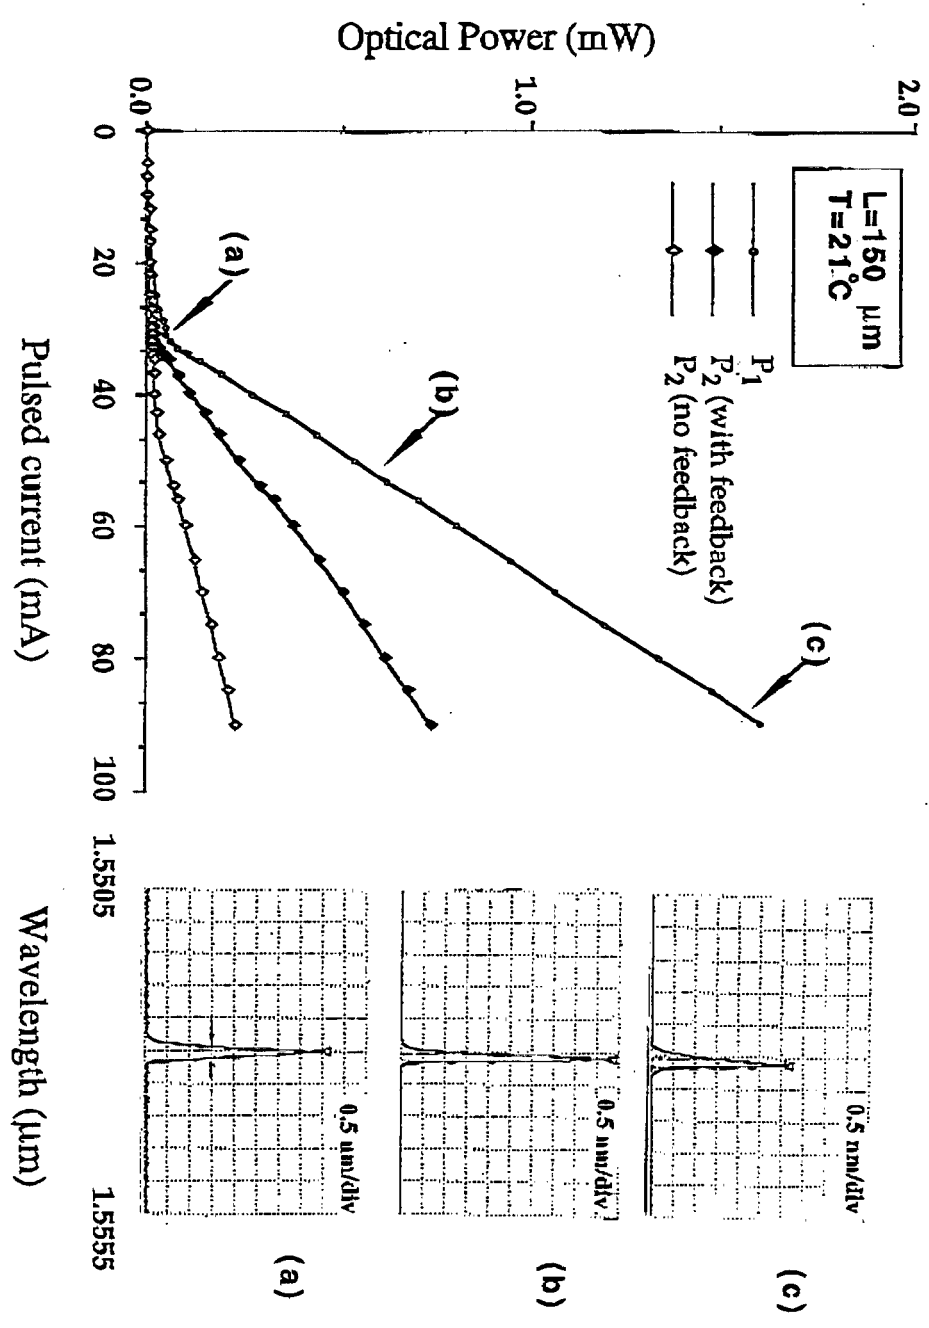 Optical Power (mW)
2.0
1.0
0.0
L=150 μm
T=21°C
P1
P2 (with feedback)
P2 (no feedback)
(a)
(b)
(c)
0
20
40
60
80
100
Pulsed current (mA)
0.5 nm/div
(c)
0.5 nm/div
(b)
0.5 nm/div
(a)
1.5505
1.5555
Wavelength (μm)